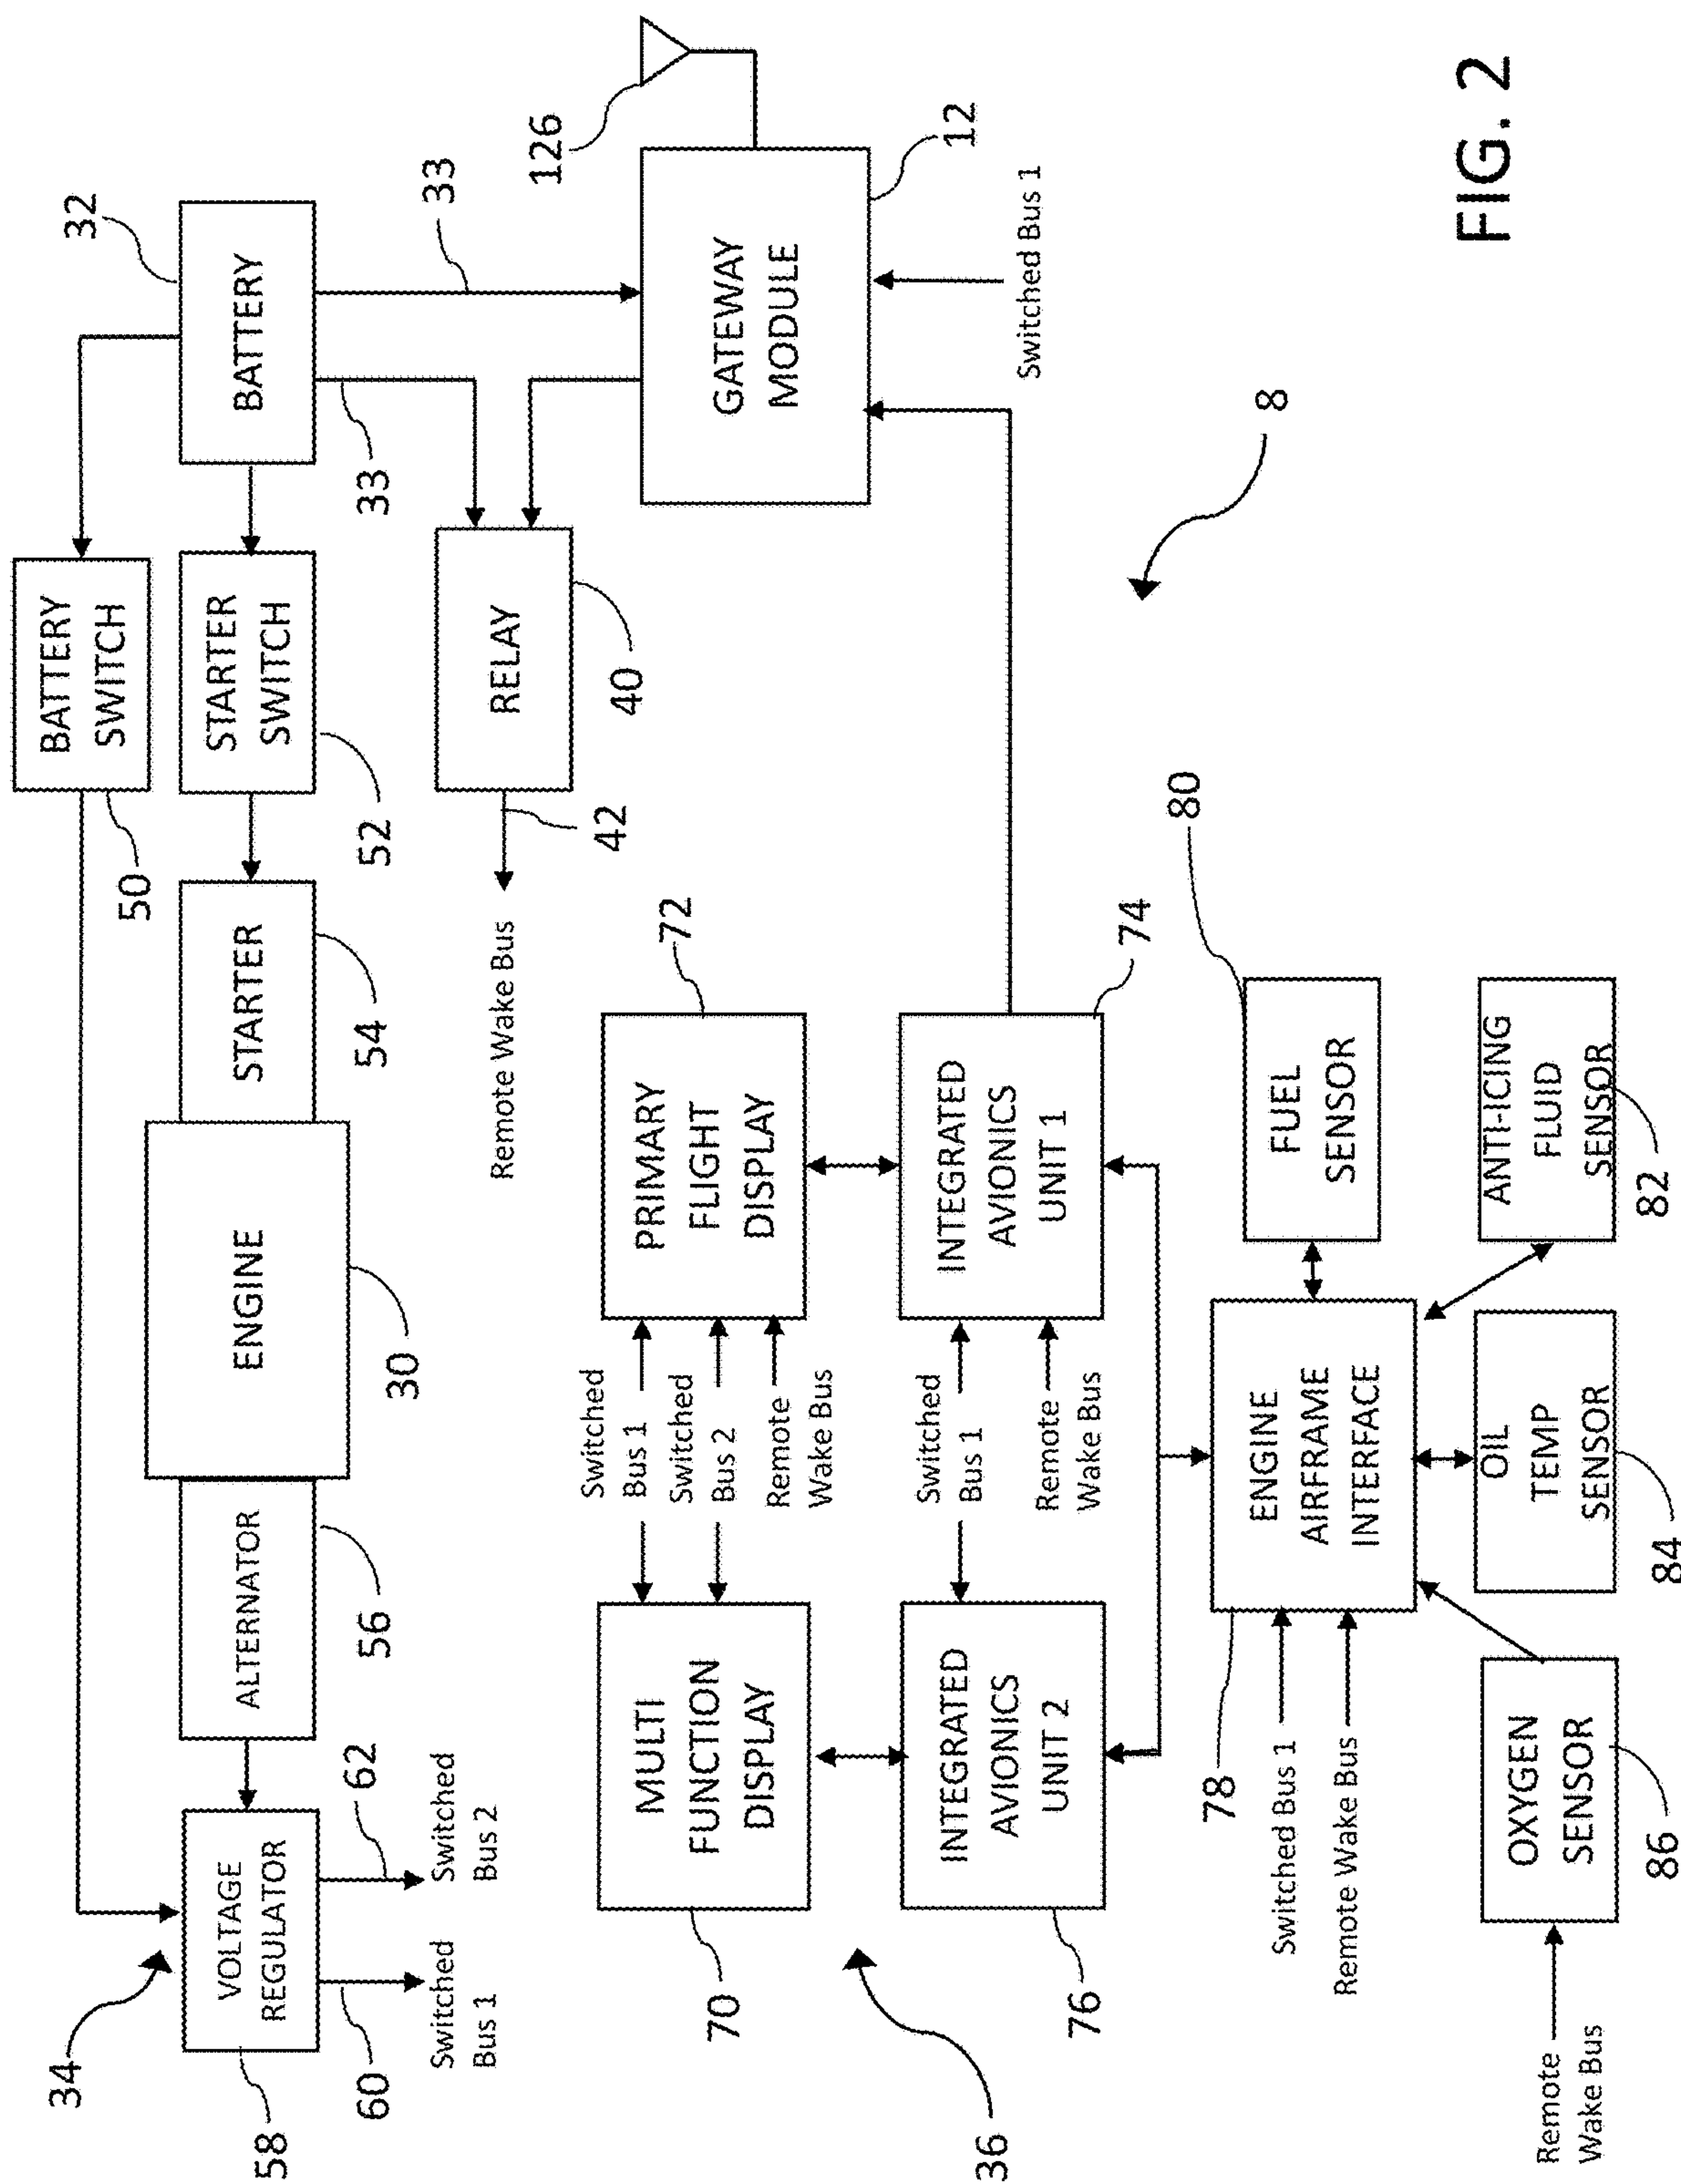 34
58
VOLTAGE
REGULATOR
60
Switched
Bus 1
62
Switched
Bus 2
ALTERNATOR
56
ENGINE
30
STARTER
54
50
BATTERY
SWITCH
STARTER
SWITCH
52
32
BATTERY
33
33
Remote Wake Bus
42
RELAY
40
126
GATEWAY
MODULE
12
Switched Bus 1
MULTI
FUNCTION
DISPLAY
70
Switched
Bus 1
Switched
Bus 2
Remote
Wake Bus
PRIMARY
FLIGHT
DISPLAY
72
INTEGRATED
AVIONICS
UNIT 2
76
36
Switched
Bus 1
Remote
Wake Bus
INTEGRATED
AVIONICS
UNIT 1
74
8
78
Switched Bus 1
Remote Wake Bus
ENGINE
AIRFRAME
INTERFACE
FUEL
SENSOR
80
Remote
Wake Bus
OXYGEN
SENSOR
86
OIL
TEMP
SENSOR
84
ANTI-ICING
FLUID
SENSOR
82
FIG. 2